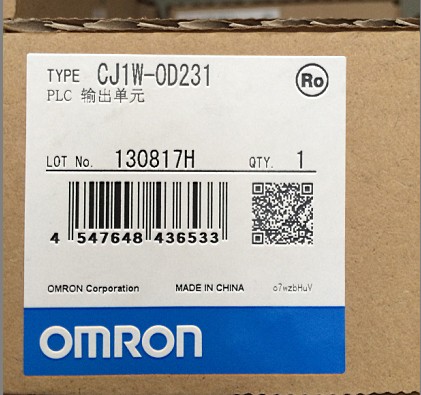 TYPE CJ1W-OD231
Ro
PLC 输出单元
LOT No. 130817H QTY. 1
4 547648 436533
OMRON Corporation MADE IN CHINA o7wzbHuV
OMRON